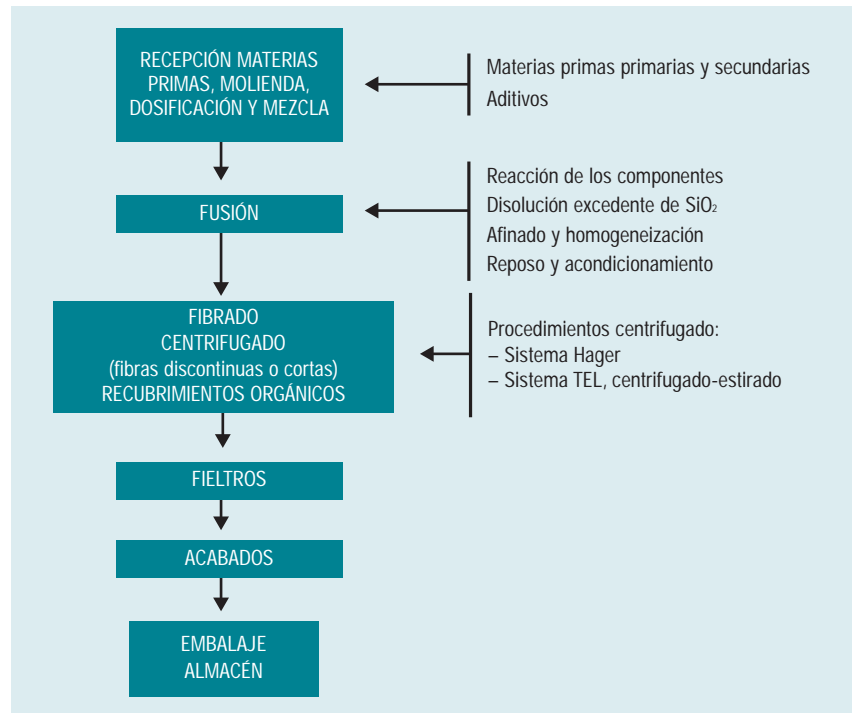 RECEPCIÓN MATERIAS
PRIMAS, MOLIENDA,
DOSIFICACIÓN Y MEZCLA
Materias primas primarias y secundarias
Aditivos
FUSIÓN
Reacción de los componentes
Disolución excedente de SiO₂
Afinado y homogeneización
Reposo y acondicionamiento
FIBRADO
CENTRIFUGADO
(fibras discontinuas o cortas)
RECUBRIMIENTOS ORGÁNICOS
Procedimientos centrifugado:
– Sistema Hager
– Sistema TEL, centrifugado-estirado
FIELTROS
ACABADOS
EMBALAJE
ALMACÉN